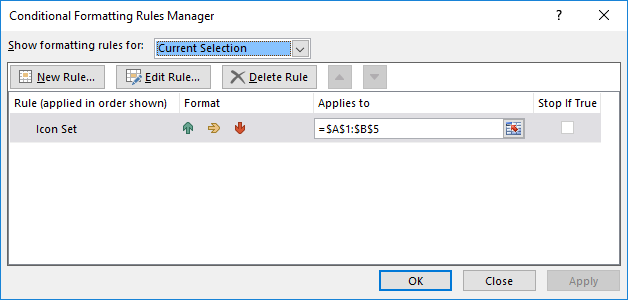 Conditional Formatting Rules Manager ? ×
Show formatting rules for: Current Selection
New Rule... Edit Rule... Delete Rule
Rule (applied in order shown) Format Applies to Stop If True
Icon Set =$A$1:$B$5
OK Close Apply